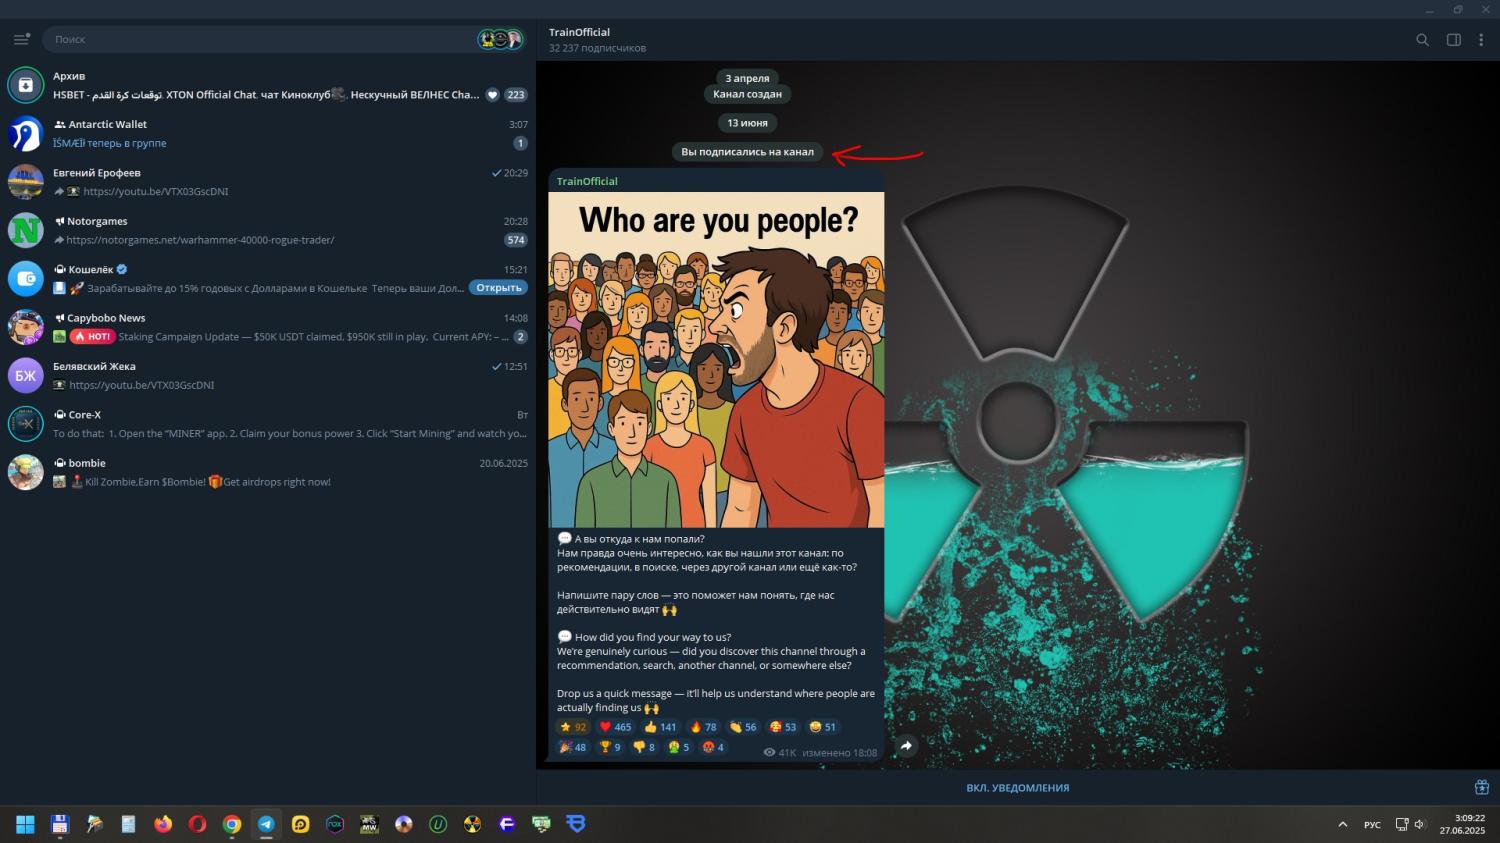 Поиск
Архив
HSBET - توقعات كرة القدم, XTON Official Chat, чат Киноклуб, Нескучный ВЕЛНЕС Cha...
223
Antarctic Wallet
3:07
теперь в группе
1
Евгений Ерофеев
20:29
https://youtu.be/VTX03GscDNI
Notorgames
20:28
https://notorgames.net/warhammer-40000-rogue-trader/
574
Кошелёк
15:21
Зарабатывайте до 15% годовых с Долларами в Кошельке Теперь ваши Дол...
Открыть
Capybobo News
14:08
HOT! Staking Campaign Update — $50K USDT claimed, $950K still in play. Current APY: – ...
2
БЖ
Белявский Жека
12:51
https://youtu.be/VTX03GscDNI
Core-X
Вт
To do that: 1. Open the “MINER” app. 2. Claim your bonus power 3. Click “Start Mining” and watch yo...
bombie
20.06.2025
Kill Zombie,Earn $Bombie! Get airdrops right now!
TrainOfficial
32 237 подписчиков
3 апреля
Канал создан
13 июня
Вы подписались на канал
TrainOfficial
Who are you people?
А вы откуда к нам попали?
Нам правда очень интересно, как вы нашли этот канал: по
рекомендации, в поиске, через другой канал или ещё как-то?
Напишите пару слов — это поможет нам понять, где нас
действительно видят
How did you find your way to us?
We’re genuinely curious — did you discover this channel through a
recommendation, search, another channel, or somewhere else?
Drop us a quick message — it’ll help us understand where people are
actually finding us
92 465 141 78 56 53 51
48 9 8 5 4
41K изменено 18:08
ВКЛ. УВЕДОМЛЕНИЯ
РУС
3:09:22
27.06.2025